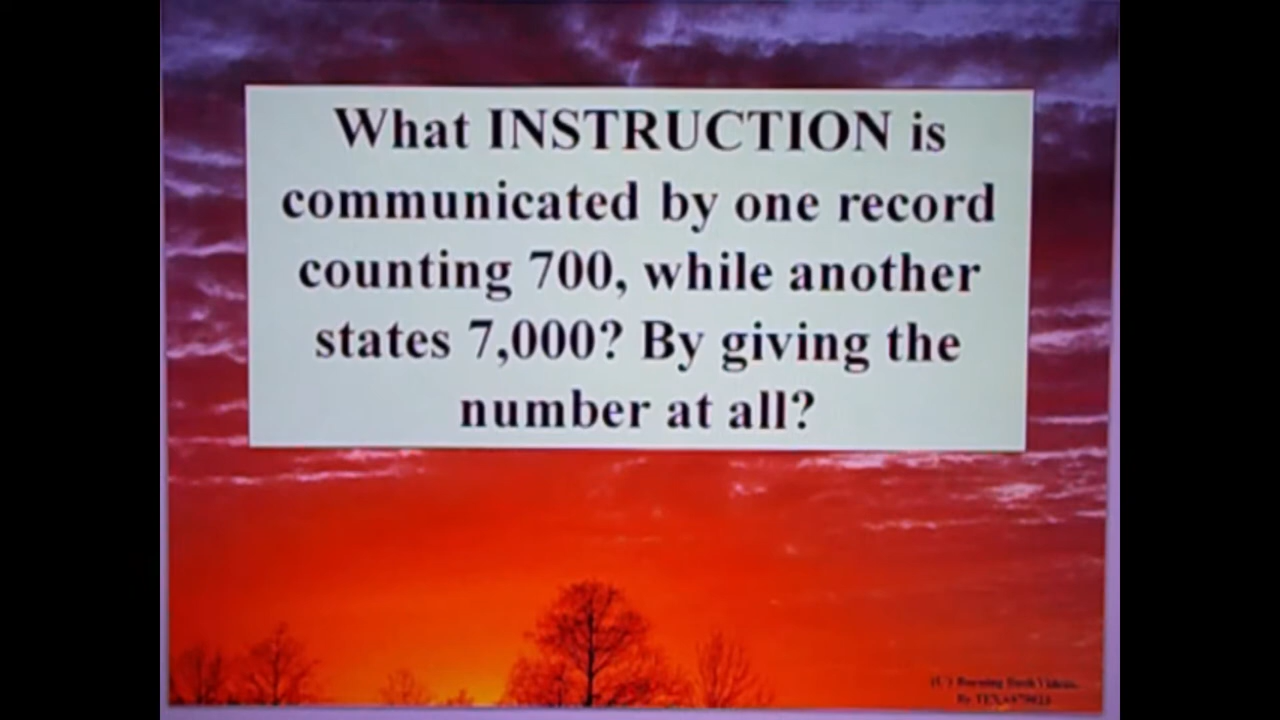 What INSTRUCTION is
communicated by one record
counting 700, while another
states 7,000? By giving the
number at all?
By